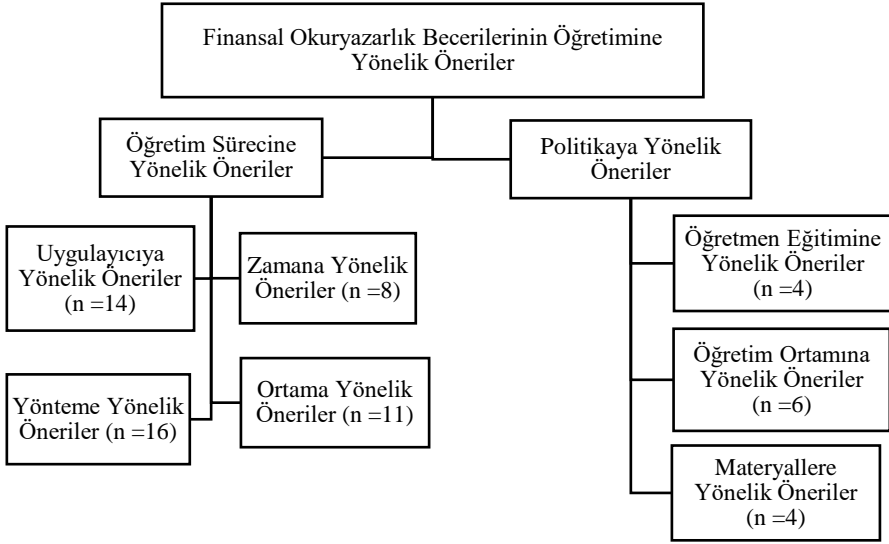 Finansal Okuryazarlık Becerilerinin Öğretimine
Yönelik Öneriler
Öğretim Sürecine
Yönelik Öneriler
Politikaya Yönelik
Öneriler
Uygulayıcıya
Yönelik Öneriler
(n =14)
Zamana Yönelik
Öneriler (n =8)
Yönteme Yönelik
Öneriler (n =16)
Ortama Yönelik
Öneriler (n =11)
Öğretmen Eğitimine
Yönelik Öneriler
(n =4)
Öğretim Ortamına
Yönelik Öneriler
(n =6)
Materyallere
Yönelik Öneriler
(n =4)